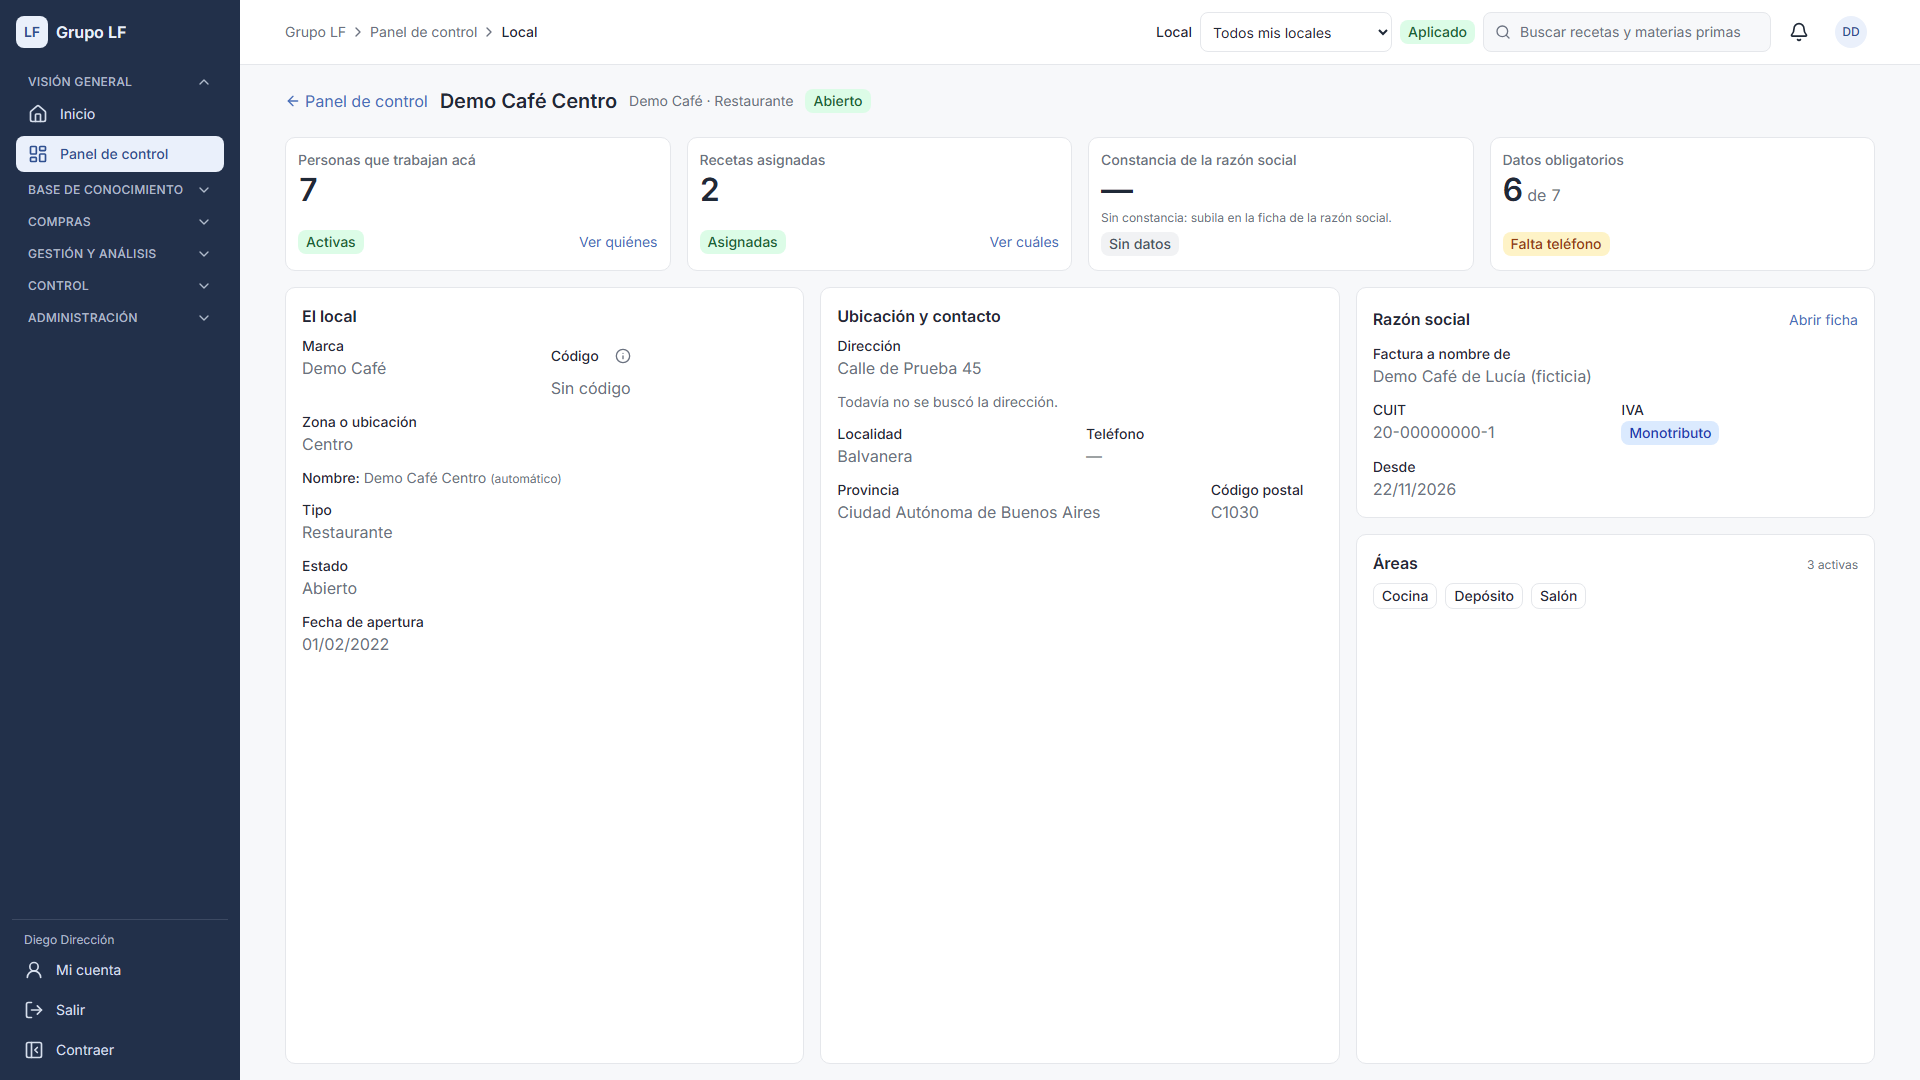 LF Grupo LF
VISIÓN GENERAL
Inicio
Panel de control
BASE DE CONOCIMIENTO
COMPRAS
GESTIÓN Y ANÁLISIS
CONTROL
ADMINISTRACIÓN
Diego Dirección
Mi cuenta
Salir
Contraer
Grupo LF > Panel de control > Local
Local Todos mis locales Aplicado Buscar recetas y materias primas DD
← Panel de control Demo Café Centro Demo Café · Restaurante Abierto
Personas que trabajan acá
7
Activas Ver quiénes
Recetas asignadas
2
Asignadas Ver cuáles
Constancia de la razón social
—
Sin constancia: subila en la ficha de la razón social.
Sin datos
Datos obligatorios
6 de 7
Falta teléfono
El local
Marca
Demo Café
Código
Sin código
Zona o ubicación
Centro
Nombre: Demo Café Centro (automático)
Tipo
Restaurante
Estado
Abierto
Fecha de apertura
01/02/2022
Ubicación y contacto
Dirección
Calle de Prueba 45
Todavía no se buscó la dirección.
Localidad
Balvanera
Teléfono
—
Provincia
Ciudad Autónoma de Buenos Aires
Código postal
C1030
Razón social Abrir ficha
Factura a nombre de
Demo Café de Lucía (ficticia)
CUIT
20-00000000-1
IVA
Monotributo
Desde
22/11/2026
Áreas 3 activas
Cocina Depósito Salón